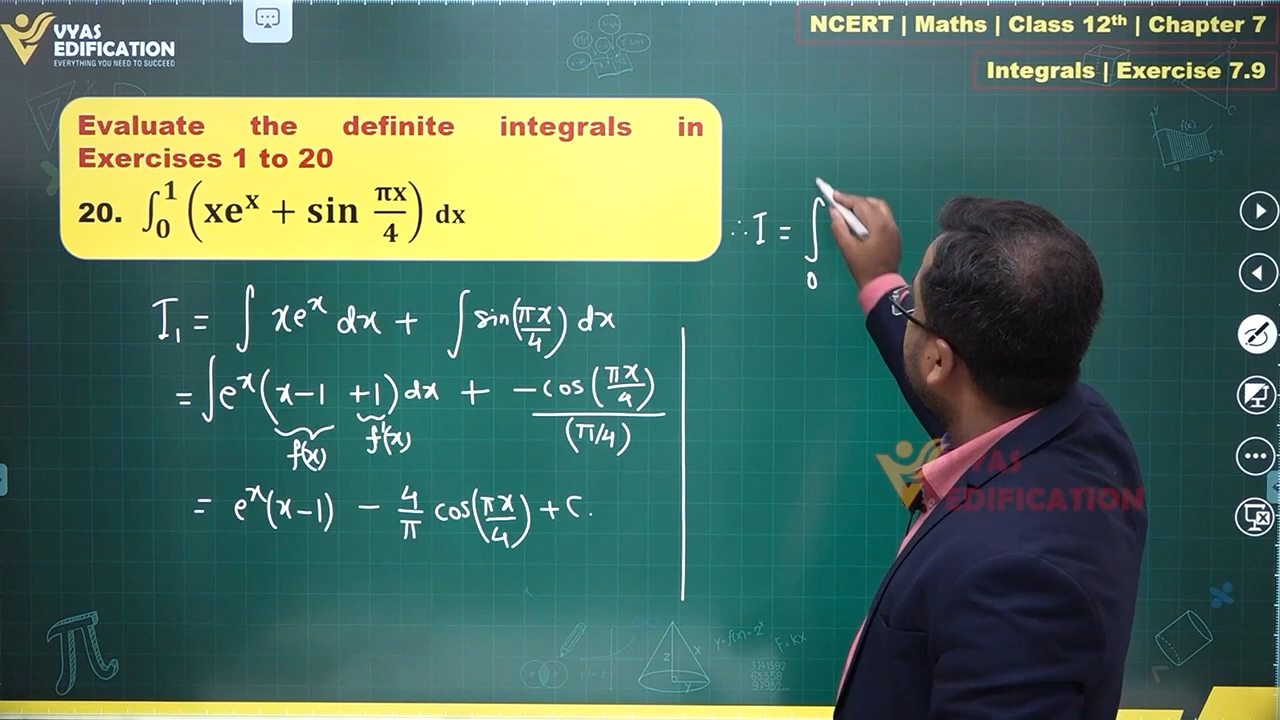 VYAS
EDIFICATION
EVERYTHING YOU NEED TO SUCCEED
NCERT | Maths | Class 12th | Chapter 7
Integrals | Exercise 7.9
Evaluate the definite integrals in
Exercises 1 to 20
20. ∫₀¹ (xeˣ + sin πx/4) dx
∴ I = ∫₀
I₁ = ∫ xeˣ dx + ∫ sin(πx/4) dx
= ∫ eˣ(x-1 +1) dx + -cos(πx/4)/(π/4)
f(x) f'(x)
= eˣ(x-1) - 4/π cos(πx/4) + C.
VYAS
EDIFICATION